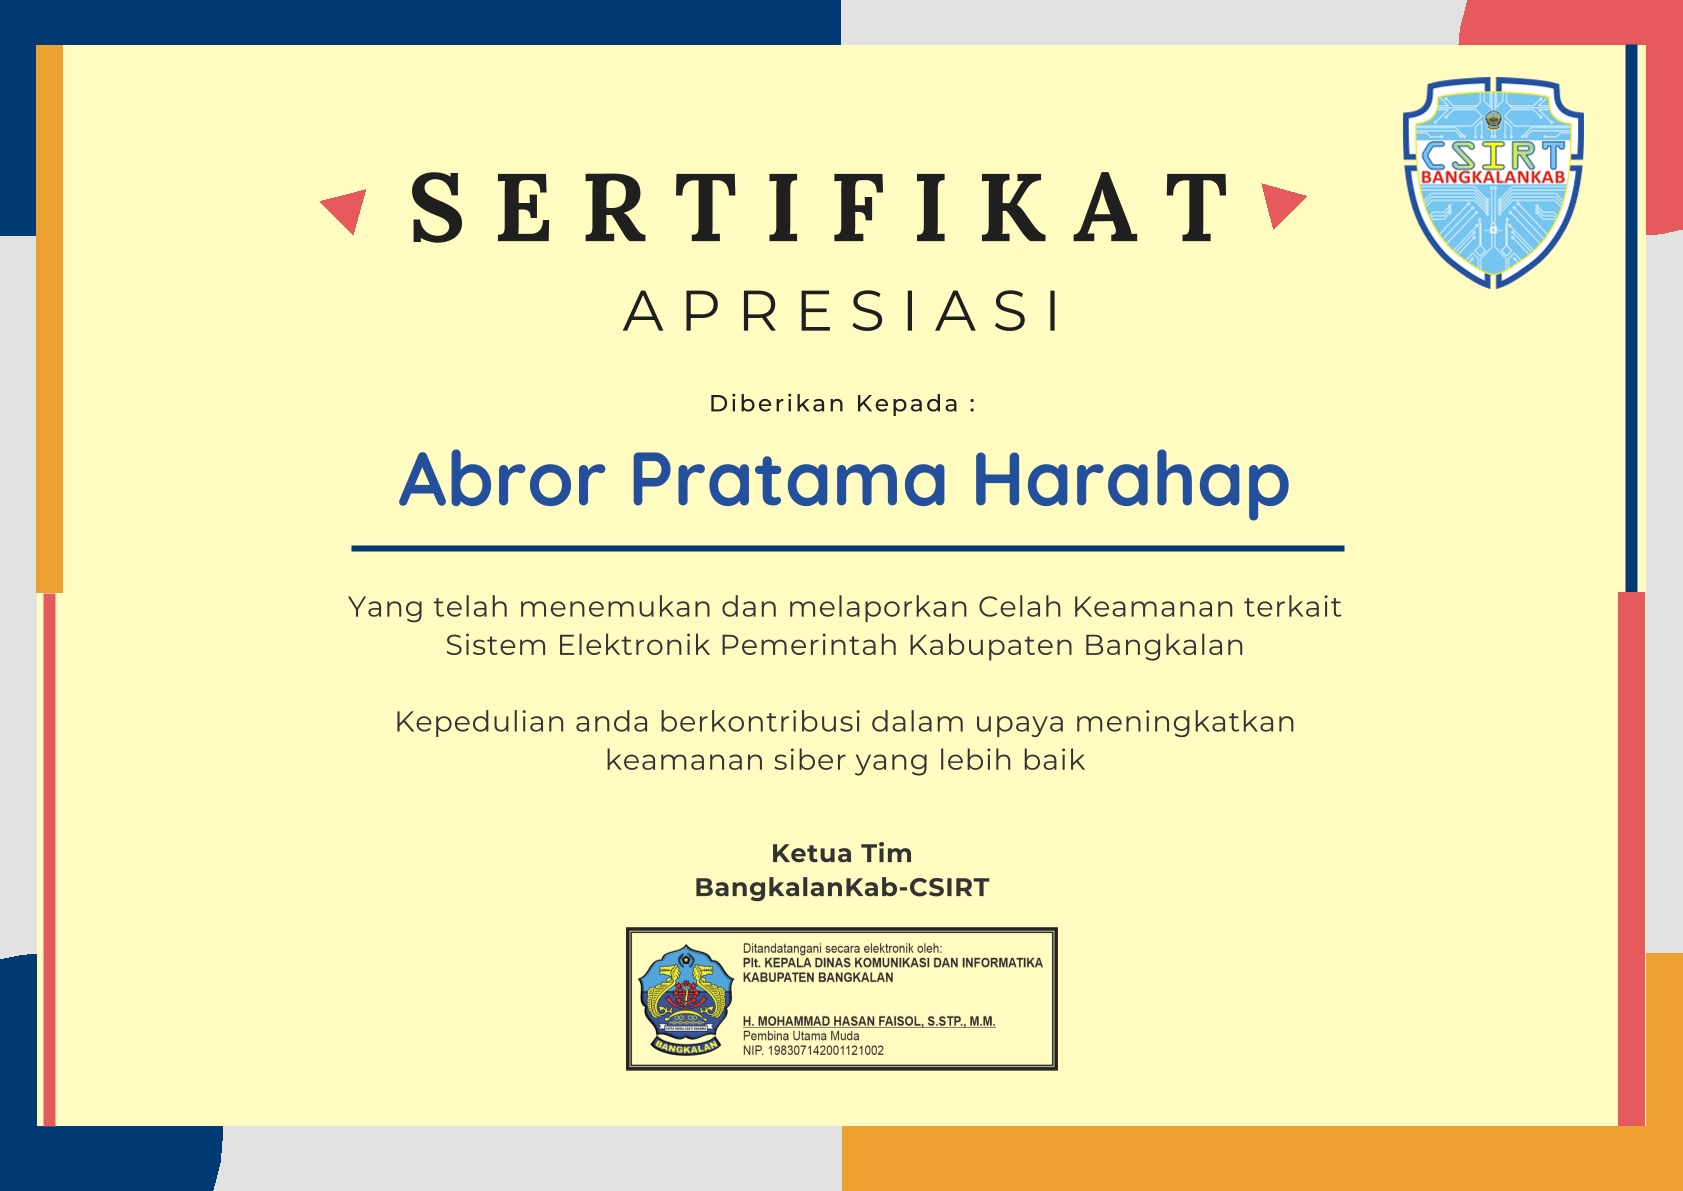 CSIRT
BANGKALANKAB
SERTIFIKAT
APRESIASI
Diberikan Kepada :
Abror Pratama Harahap
Yang telah menemukan dan melaporkan Celah Keamanan terkait
Sistem Elektronik Pemerintah Kabupaten Bangkalan
Kepedulian anda berkontribusi dalam upaya meningkatkan
keamanan siber yang lebih baik
Ketua Tim
BangkalanKab-CSIRT
Ditandatangani secara elektronik oleh:
Plt. KEPALA DINAS KOMUNIKASI DAN INFORMATIKA
KABUPATEN BANGKALAN
H. MOHAMMAD HASAN FAISOL, S.STP., M.M.
Pembina Utama Muda
NIP. 198307142001121002
BANGKALAN